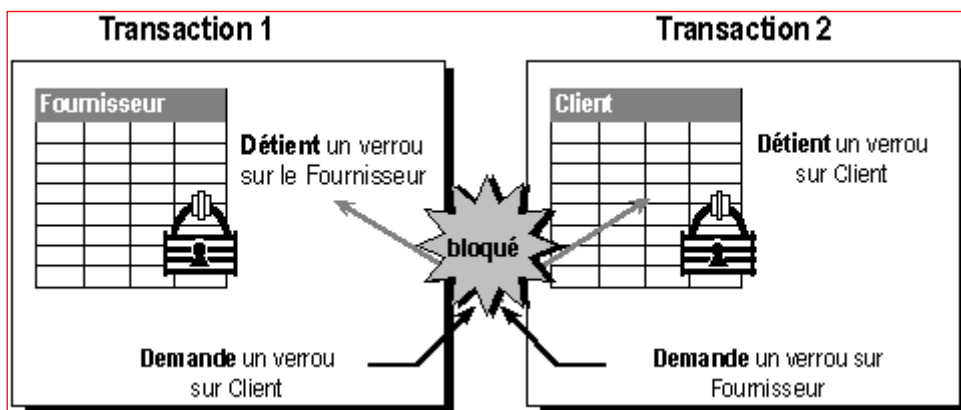 Transaction 1
Transaction 2
Fournisseur
Détient un verrou
sur le Fournisseur
Demande un verrou
sur Client
bloqué
Client
Détient un verrou
sur Client
Demande un verrou sur
Fournisseur